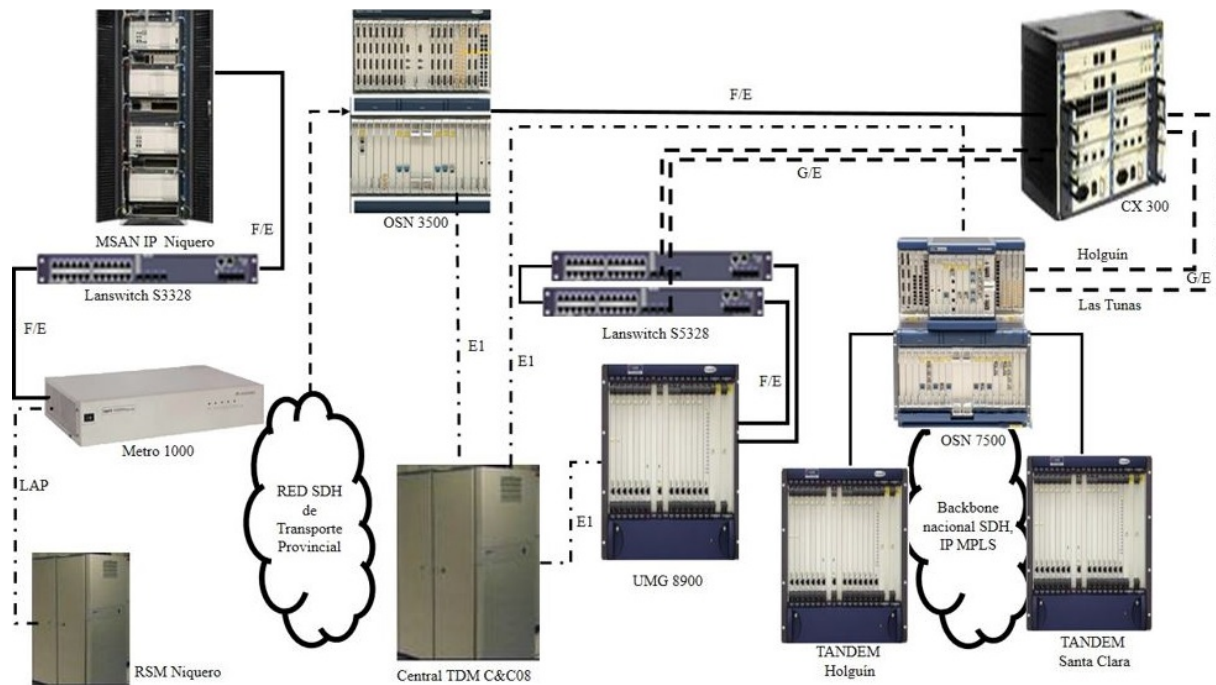 F/E
CX 300
G/E
OSN 3500
F/E
MSAN IP Niquero
Holguín
G/E
Lanswitch S3328
Las Tunas
F/E
Lanswitch S5328
E1
E1
F/E
OSN 7500
Metro 1000
LAP
RED SDH
de
Transporte
Provincial
E1
Backbone
nacional SDH,
IP MPLS
UMG 8900
TANDEM
Holguín
TANDEM
Santa Clara
RSM Niquero
Central TDM C&C08